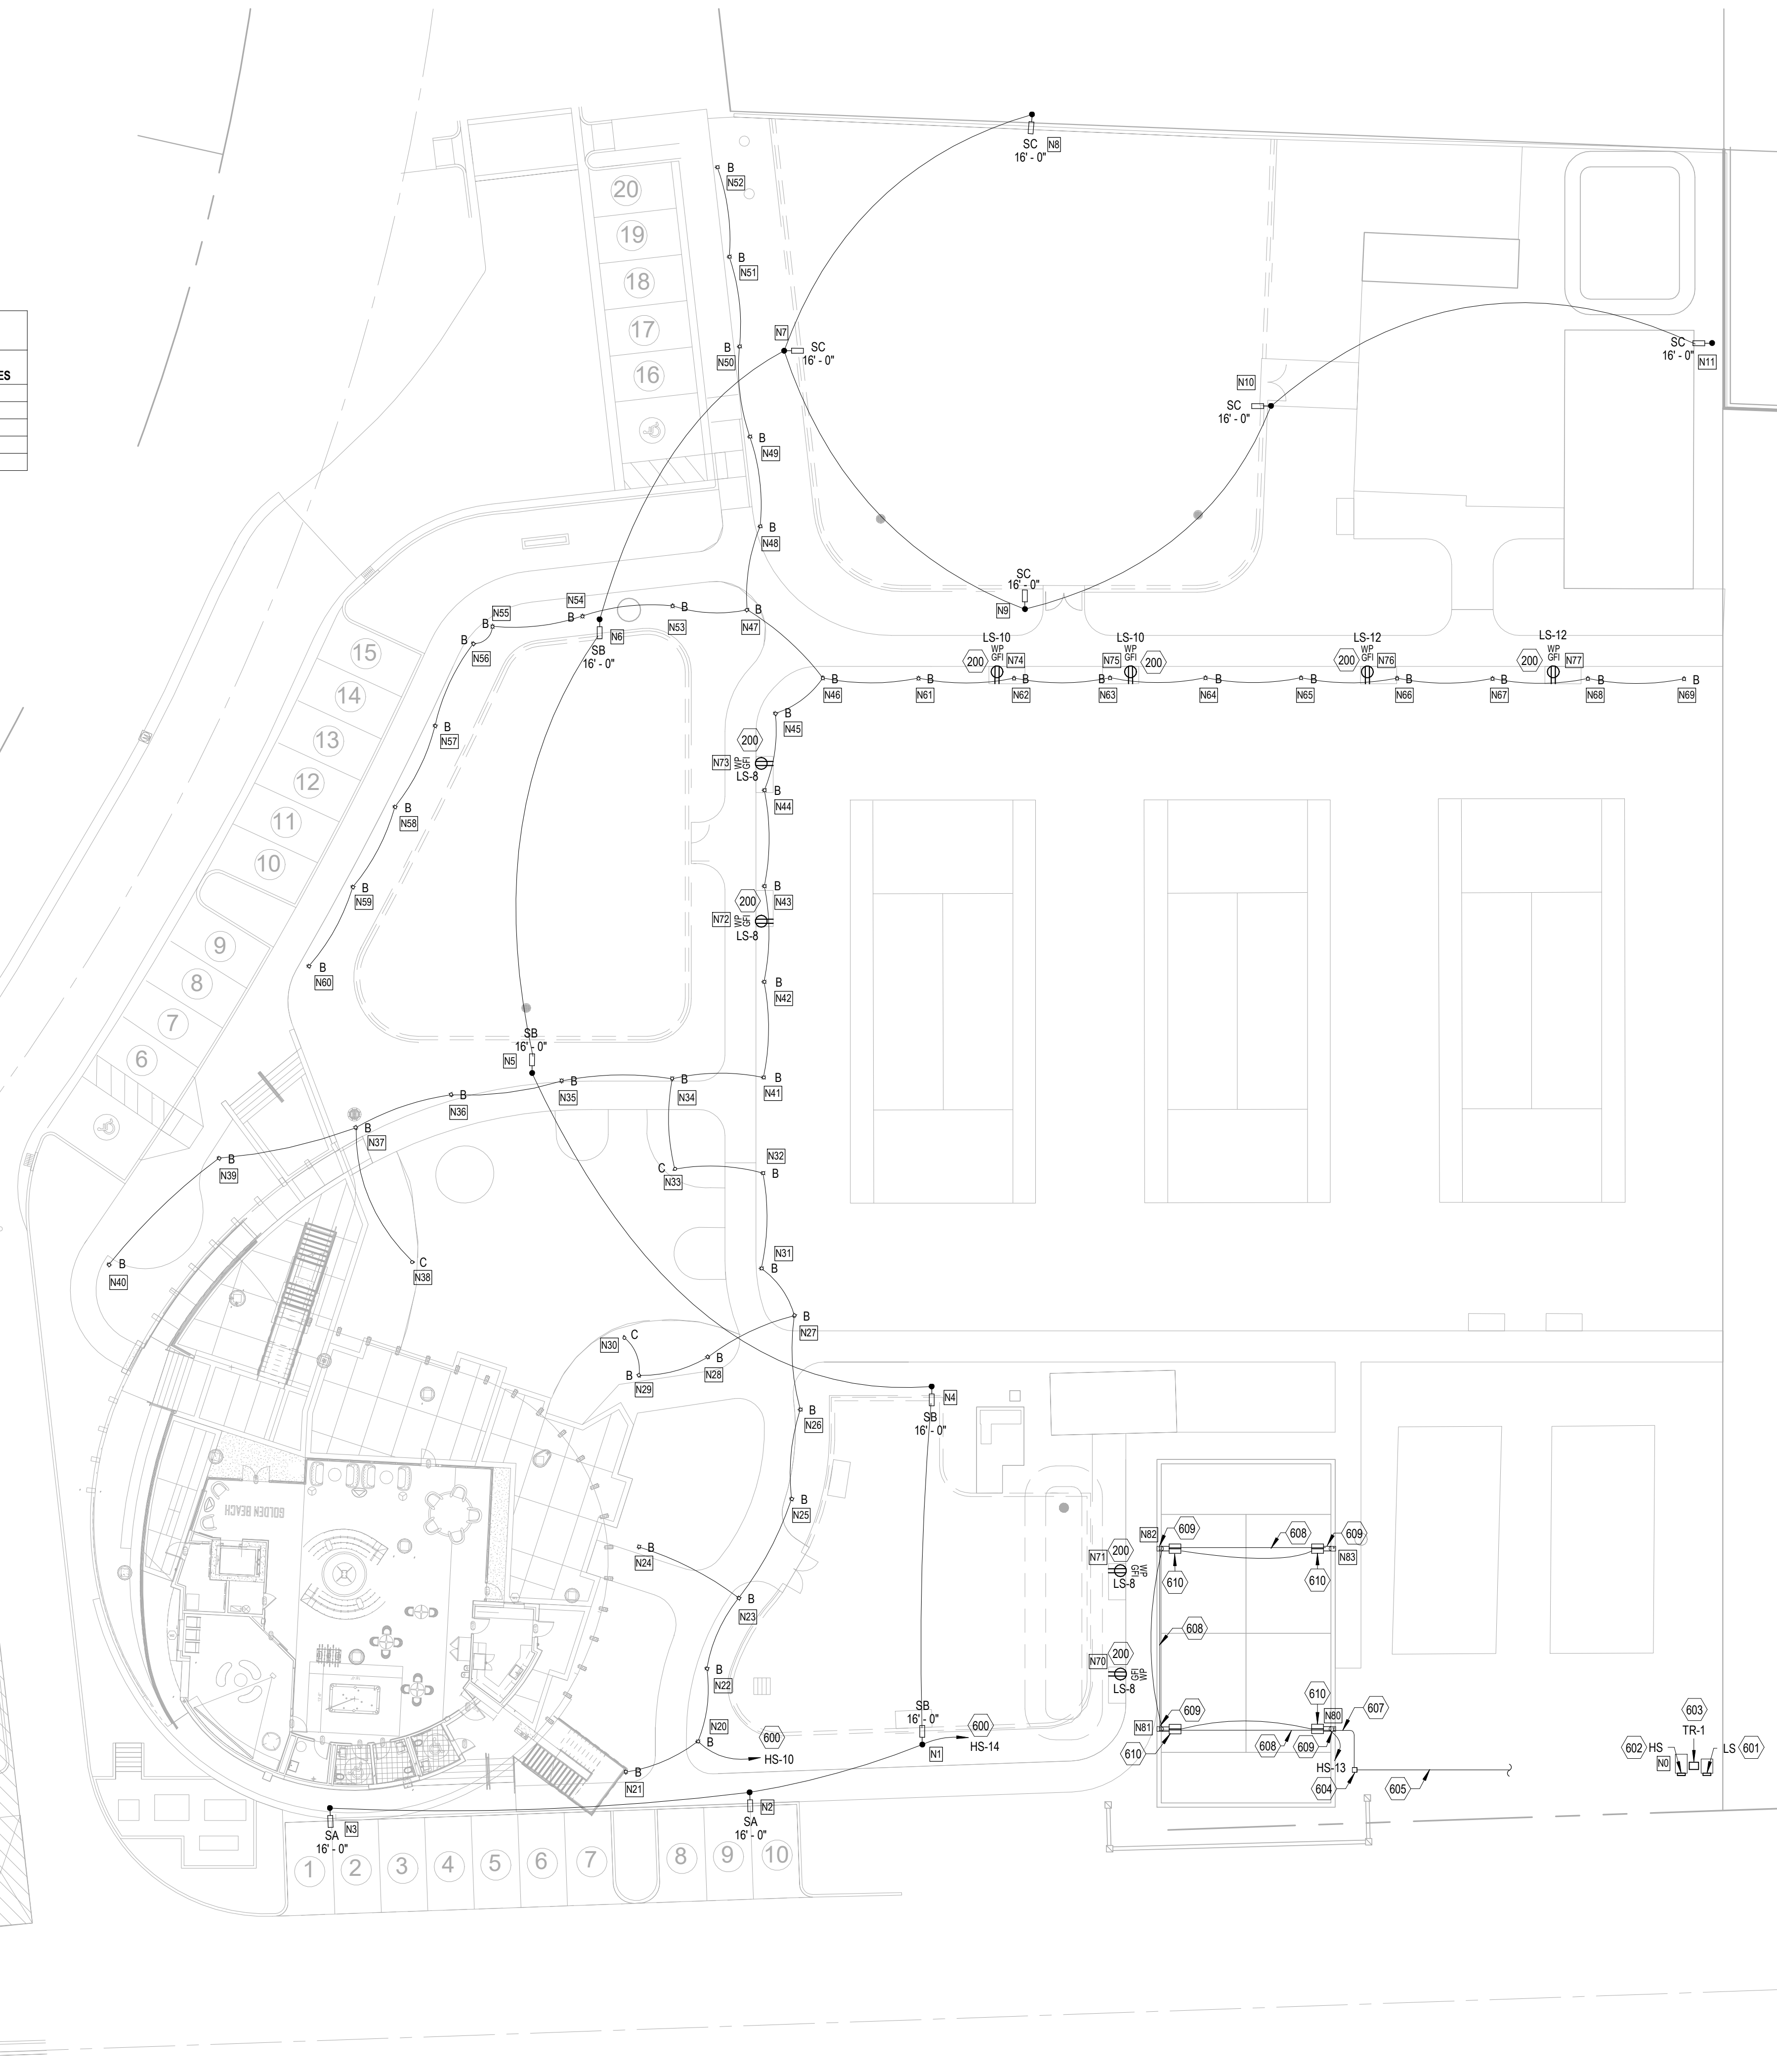 SC N8
16' - 0"
B
N52
20
19
B
N51
18
N7
17
SC
16' - 0"
B
N50
16
SC
16' - 0"
N11
ES
N10
SC
16' - 0"
B
N49
B
N48
SC
16' - 0"
N9
N55
B
N54
B
N53
B
B
N47
N6
SB
16' - 0"
B
N56
15
14
13
12
11
10
LS-10
WP
GFI
200
N74
LS-10
WP
GFI
N75
200
LS-12
WP
GFI
200
N76
LS-12
WP
GFI
200
N77
B
N46
B
N61
B
N62
B
N63
B
N64
B
N65
B
N66
B
N67
B
N68
B
N69
B
N45
B
N57
200
N73
WP
GFI
LS-8
B
N44
B
N58
B
N59
B
N43
200
N72
WP
GFI
LS-8
9
8
7
6
B
N60
B
N42
SB
16' - 0"
N5
B
N36
B
N35
B
N34
B
N41
B
N37
B
N39
N32
B
C
N33
B
N40
C
N38
N31
B
B
N27
N30
C
B
N28
B
N29
N4
SB
16' - 0"
B
N26
GOLDEN BEACH
B
N25
B
N24
B
N23
N82
609
608
609
N83
N71
200
WP
GFI
LS-8
610
610
608
B
N22
N70
200
GFI
WP
LS-8
N20
B
600
HS-10
SB
16' - 0"
N1
600
HS-14
N81
609
610
610
N80
607
608
609
HS-13
604
605
603
TR-1
602
HS
N0
LS
601
B
N21
SA
16' - 0"
N2
SA
16' - 0"
N3
1
2
3
4
5
6
7
8
9
10